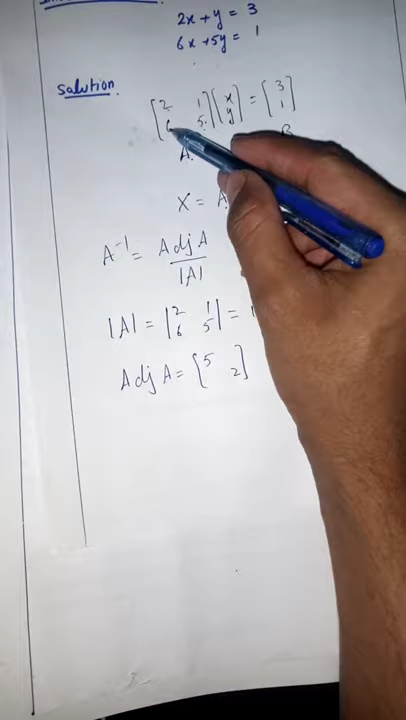 2x + y = 3
6x + 5y = 1
Solution
[2 1] [x] = [3]
[6 5] [y] [1]
A. B
X = A
A⁻¹ = Adj A
|A|
|A| = |2 1| = 1
|6 5|
Adj A = [5
2]